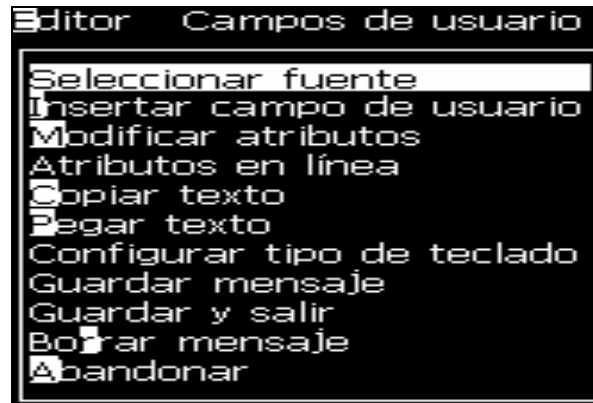 Editor Campos de usuario
Seleccionar fuente
Insertar campo de usuario
Modificar atributos
Atributos en línea
Copiar texto
Pegar texto
Configurar tipo de teclado
Guardar mensaje
Guardar y salir
Borrar mensaje
Abandonar